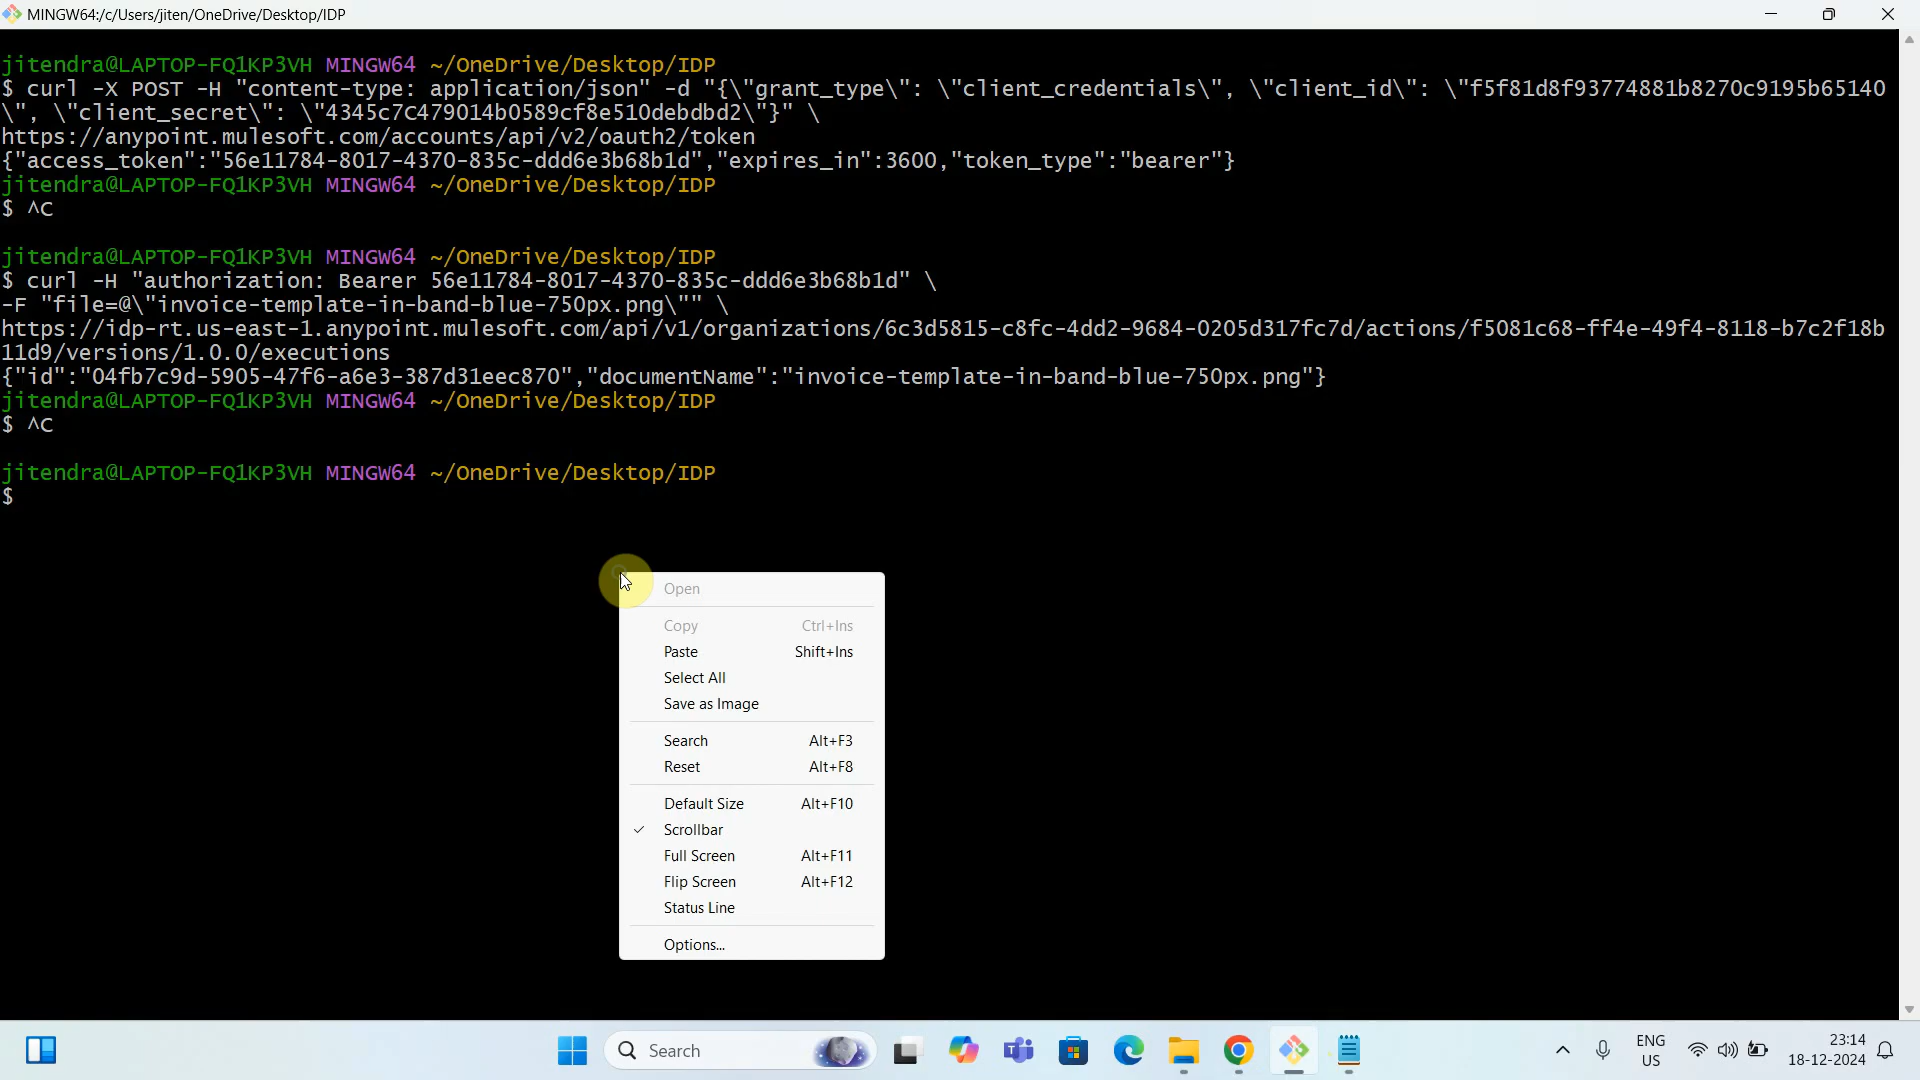 MINGW64:/c/Users/jiten/OneDrive/Desktop/IDP
jitendra@LAPTOP-FQ1KP3VH MINGW64 ~/OneDrive/Desktop/IDP
$ curl -X POST -H "content-type: application/json" -d "{\"grant_type\": \"client_credentials\", \"client_id\": \"f5f81d8f93774881b8270c9195b65140
\", \"client_secret\": \"4345c7C479014b0589cf8e510debdbd2\"}" \
https://anypoint.mulesoft.com/accounts/api/v2/oauth2/token
{"access_token":"56e11784-8017-4370-835c-ddd6e3b68b1d","expires_in":3600,"token_type":"bearer"}
jitendra@LAPTOP-FQ1KP3VH MINGW64 ~/OneDrive/Desktop/IDP
$ ^C
jitendra@LAPTOP-FQ1KP3VH MINGW64 ~/OneDrive/Desktop/IDP
$ curl -H "authorization: Bearer 56e11784-8017-4370-835c-ddd6e3b68b1d" \
-F "file=@\"invoice-template-in-band-blue-750px.png\"" \
https://idp-rt.us-east-1.anypoint.mulesoft.com/api/v1/organizations/6c3d5815-c8fc-4dd2-9684-0205d317fc7d/actions/f5081c68-ff4e-49f4-8118-b7c2f18b
11d9/versions/1.0.0/executions
{"id":"04fb7c9d-5905-47f6-a6e3-387d31eec870","documentName":"invoice-template-in-band-blue-750px.png"}
jitendra@LAPTOP-FQ1KP3VH MINGW64 ~/OneDrive/Desktop/IDP
$ ^C
jitendra@LAPTOP-FQ1KP3VH MINGW64 ~/OneDrive/Desktop/IDP
$
Open
Copy Ctrl+Ins
Paste Shift+Ins
Select All
Save as Image
Search Alt+F3
Reset Alt+F8
Default Size Alt+F10
Scrollbar
Full Screen Alt+F11
Flip Screen Alt+F12
Status Line
Options...
Search
ENG
US
23:14
18-12-2024